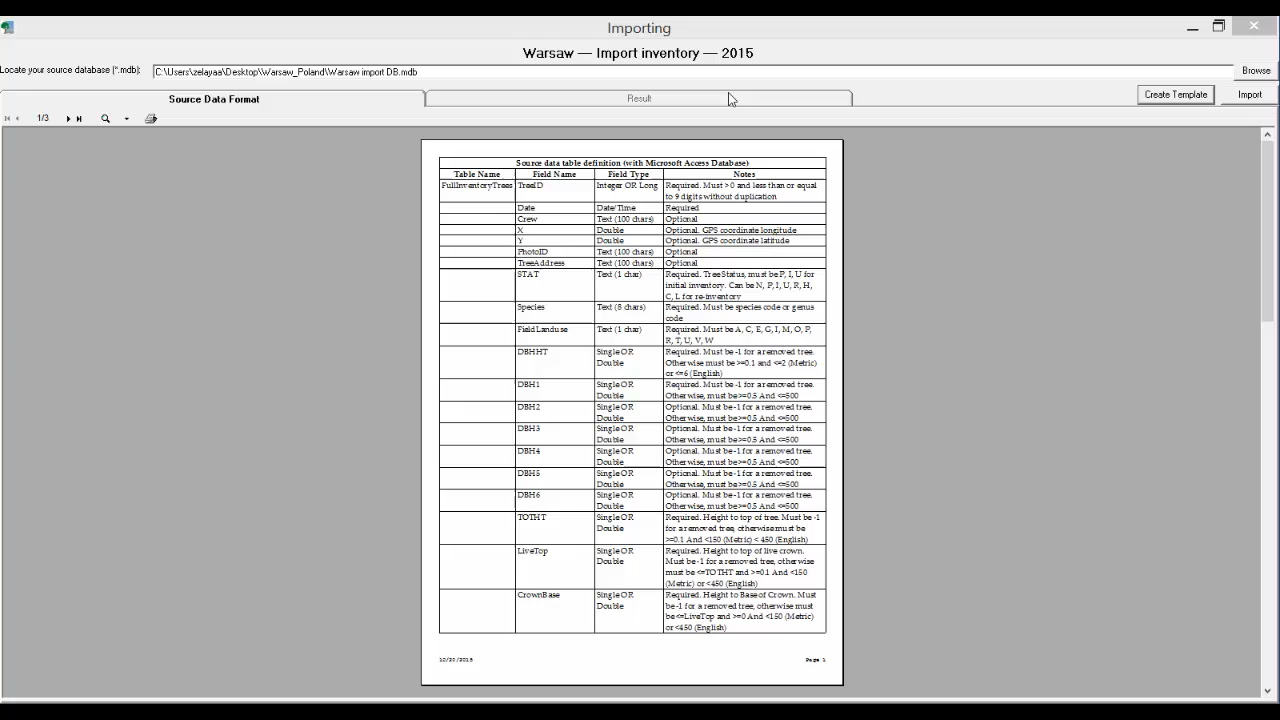 Importing
Warsaw — Import inventory — 2015
Locate your source database (*.mdb): C:\Users\zelayaa\Desktop\Warsaw_Poland\Warsaw import DB.mdb Browse
Source Data Format Result Create Template Import
1/3
Source data table definition (with Microsoft Access Database)
Table Name Field Name Field Type Notes
FullInventoryTrees TreeID Integer OR Long Required. Must > 0 and less than or equal
to 9 digits without duplication
Date Date/Time Required
Crew Text (100 chars) Optional
X Double Optional. GPS coordinate longitude
Y Double Optional. GPS coordinate latitude
PhotoID Text (100 chars) Optional
TreeAddress Text (100 chars) Optional
STAT Text (1 char) Required. TreeStatus, must be P, I, U for
initial inventory. Can be N, P, I, U, R, H,
C, L for re-inventory
Species Text (8 chars) Required. Must be species code or genus
code
FieldLanduse Text (1 char) Required. Must be A, C, E, G, I, M, O, P,
R, T, U, V, W
DBHHT Single OR Required. Must be -1 for a removed tree.
Double Otherwise must be >=0.1 and <=2 (Metric)
or <=6 (English)
DBH1 Single OR Required. Must be -1 for a removed tree.
Double Otherwise, must be >=0.5 And <=500
DBH2 Single OR Optional. Must be -1 for a removed tree.
Double Otherwise, must be >=0.5 And <=500
DBH3 Single OR Optional. Must be -1 for a removed tree.
Double Otherwise, must be >=0.5 And <=500
DBH4 Single OR Optional. Must be -1 for a removed tree.
Double Otherwise, must be >=0.5 And <=500
DBH5 Single OR Optional. Must be -1 for a removed tree.
Double Otherwise, must be >=0.5 And <=500
DBH6 Single OR Optional. Must be -1 for a removed tree.
Double Otherwise, must be >=0.5 And <=500
TOTHT Single OR Required. Height to top of tree. Must be -1
Double for a removed tree, otherwise must be
>=0.1 And <150 (Metric) < 450 (English)
LiveTop Single OR Required. Height to top of live crown.
Double Must be -1 for a removed tree, otherwise
must be <=TOTHT and >=0.1 And <150
(Metric) or <450 (English)
CrownBase Single OR Required. Height to Base of Crown. Must
Double be -1 for a removed tree, otherwise must
be <=LiveTop and >=0 And <150 (Metric)
or <450 (English)
Page 1